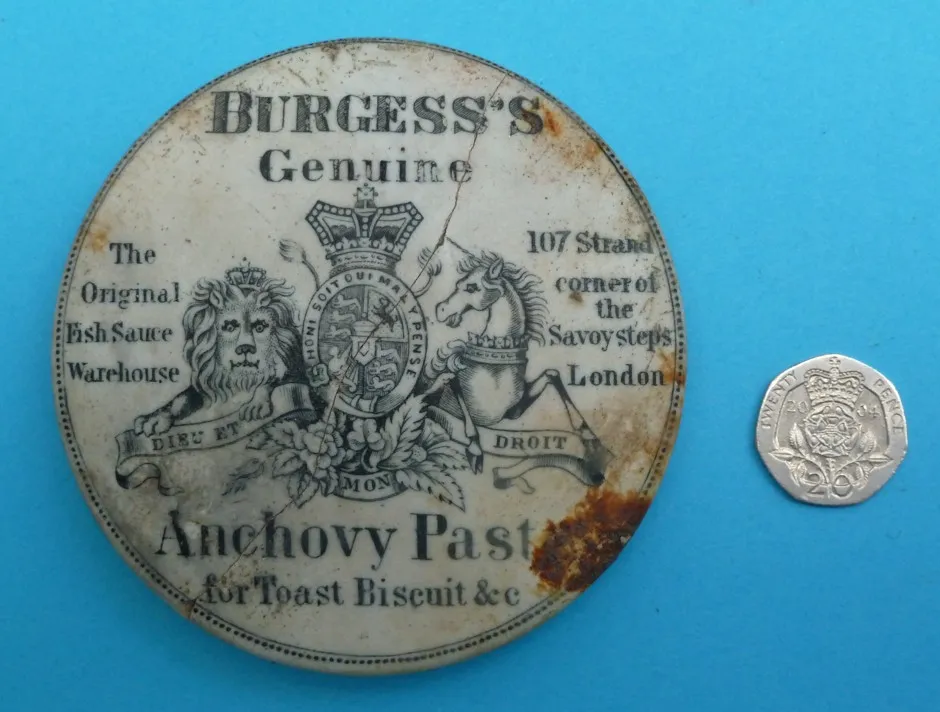 BURGESS'S
Genuine
The
Original
Fish Sauce
Warehouse
107 Strand
corner of
the
Savoy steps
London
HONI SOIT QUI MAL Y PENSE
DIEU ET
MON
DROIT
Anchovy Past
for Toast Biscuit &c
TWENTY PENCE
2004
20